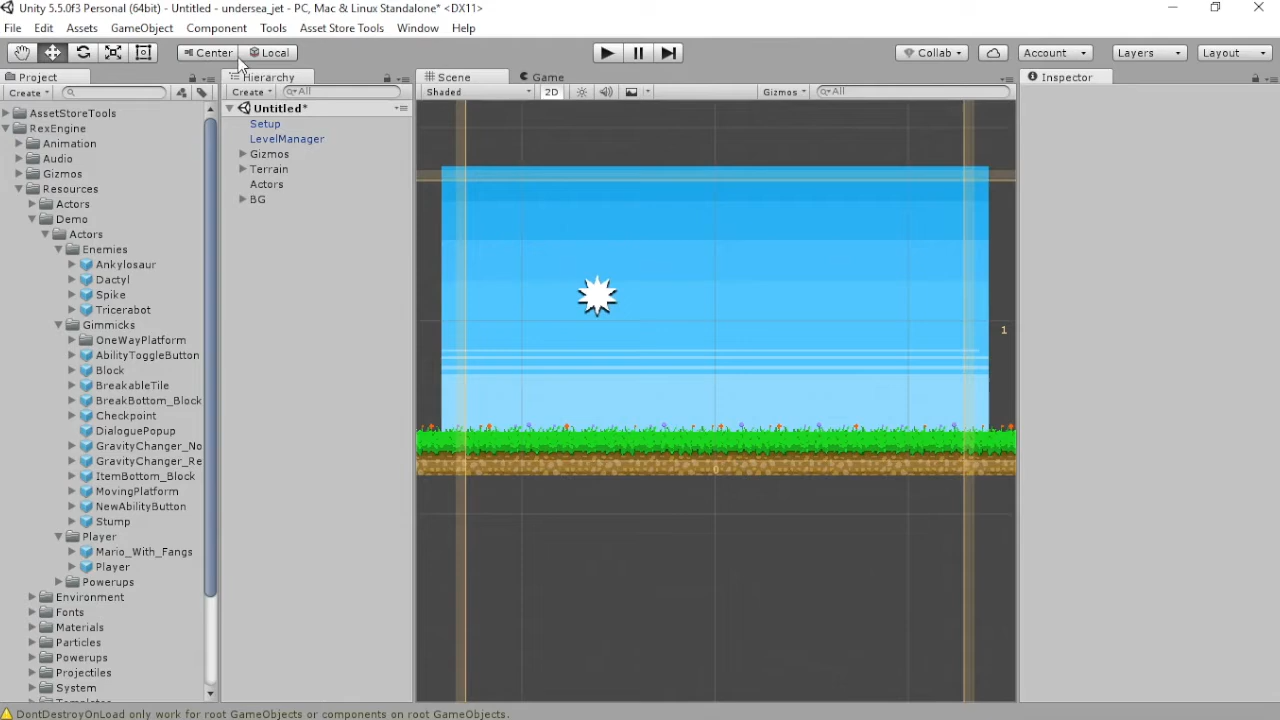 Unity 5.5.0f3 Personal (64bit) - Untitled - undersea_jet - PC, Mac & Linux Standalone* <DX11>
File Edit Assets GameObject Component Tools Asset Store Tools Window Help
Center Local Collab Account Layers Layout
Project Hierarchy Scene Game Inspector
Create Create All Shaded 2D Gizmos All
AssetStoreTools
RexEngine
Animation
Audio
Gizmos
Resources
Actors
Demo
Actors
Enemies
Ankylosaur
Dactyl
Spike
Tricerabot
Gimmicks
OneWayPlatform
AbilityToggleButton
Block
BreakableTile
BreakBottom_Block
Checkpoint
DialoguePopup
GravityChanger_No
GravityChanger_Re
ItemBottom_Block
MovingPlatform
NewAbilityButton
Stump
Player
Mario_With_Fangs
Player
Powerups
Environment
Fonts
Materials
Particles
Powerups
Projectiles
System
Untitled*
Setup
LevelManager
Gizmos
Terrain
Actors
BG
1
0
DontDestroyOnLoad only work for root GameObjects or components on root GameObjects.